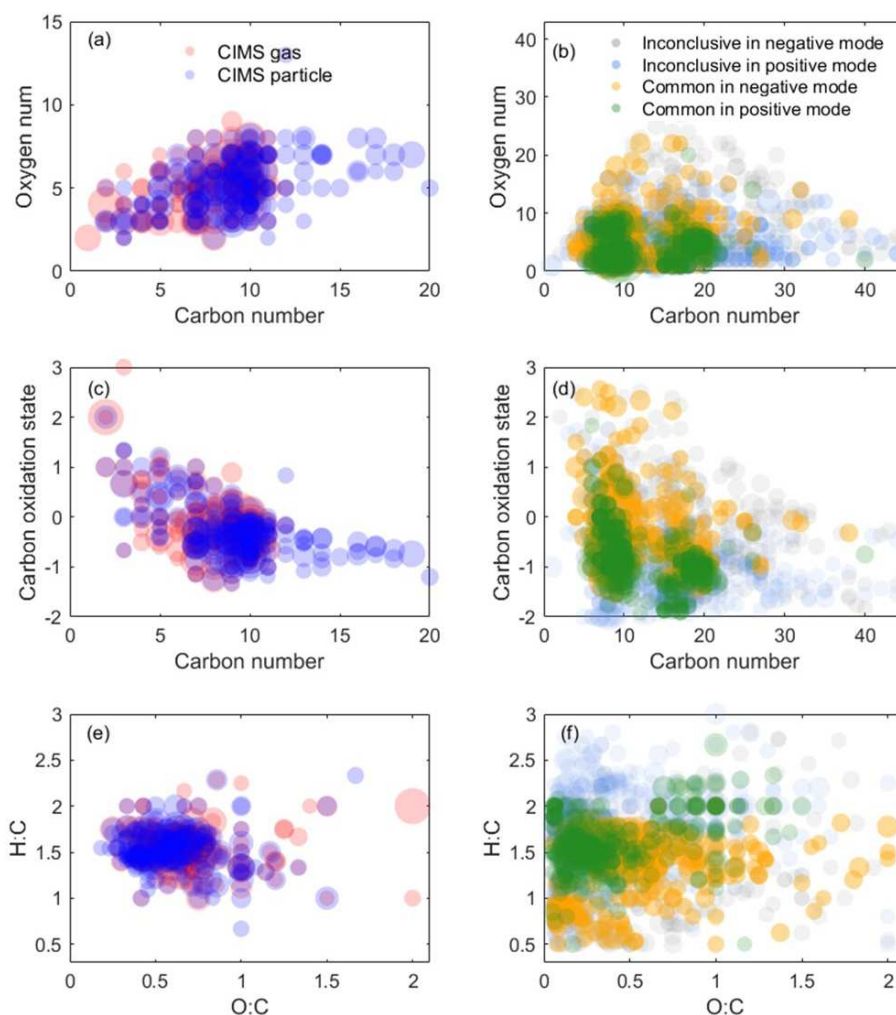 (a)
CIMS gas
CIMS particle
Oxygen num
15
10
5
0
0 5 10 15 20
Carbon number
(b)
Inconclusive in negative mode
Inconclusive in positive mode
Common in negative mode
Common in positive mode
Oxygen num
40
30
20
10
0
0 10 20 30 40
Carbon number
(c)
Carbon oxidation state
3
2
1
0
-1
-2
0 5 10 15 20
Carbon number
(d)
Carbon oxidation state
3
2
1
0
-1
-2
0 10 20 30 40
Carbon number
(e)
H:C
3
2.5
2
1.5
1
0.5
0 0.5 1 1.5 2
O:C
(f)
H:C
3
2.5
2
1.5
1
0.5
0 0.5 1 1.5 2
O:C